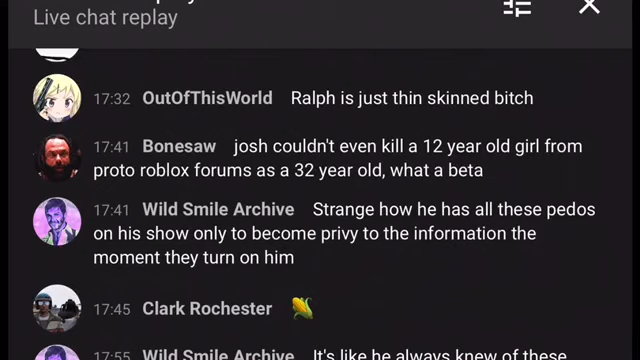 Live chat replay
17:32 OutOfThisWorld Ralph is just thin skinned bitch
17:41 Bonesaw josh couldn't even kill a 12 year old girl from
proto roblox forums as a 32 year old, what a beta
17:41 Wild Smile Archive Strange how he has all these pedos
on his show only to become privy to the information the
moment they turn on him
17:45 Clark Rochester 🌽
17:55 Wild Smile Archive It's like he always knew of these